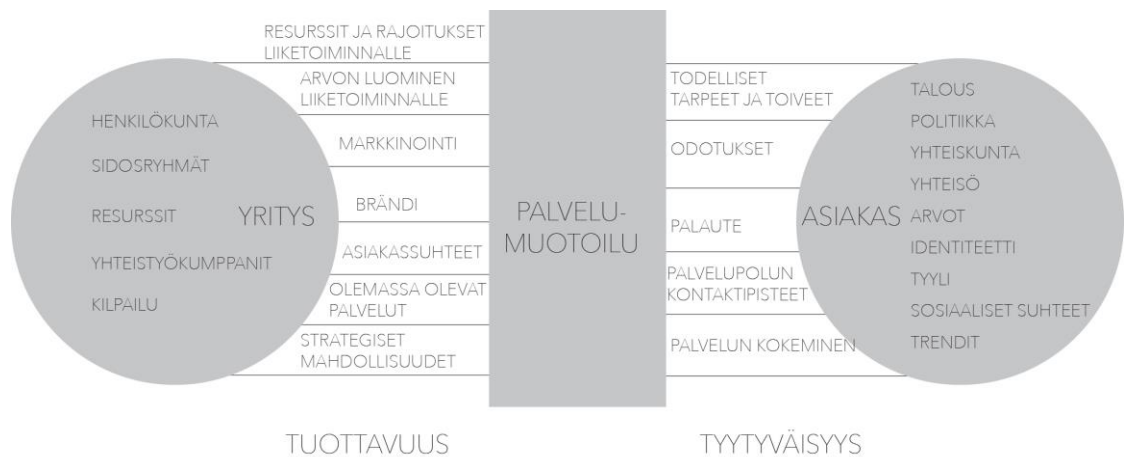 HENKILÖKUNTA
SIDOSRYHMÄT
RESURSSIT
YHTEISTYÖKUMPPANIT
KILPAILU
YRITYS
RESURSSIT JA RAJOITUKSET
LIIKETOIMINNALLE
ARVON LUOMINEN
LIIKETOIMINNALLE
MARKKINOINTI
BRÄNDI
ASIAKASSUHTEET
OLEMASSA OLEVAT
PALVELUT
STRATEGISET
MAHDOLLISUUDET
PALVELU-
MUOTOILU
TODELLISET
TARPEET JA TOIVEET
ODOTUKSET
PALAUTE
PALVELUPOLUN
KONTAKTIPISTEET
PALVELUN KOKEMINEN
ASIAKAS
TALOUS
POLITIIKKA
YHTEISKUNTA
YHTEISÖ
ARVOT
IDENTITEETTI
TYYLI
SOSIAALISET SUHTEET
TRENDIT
TUOTTAVUUS
TYYTYVÄISYYS